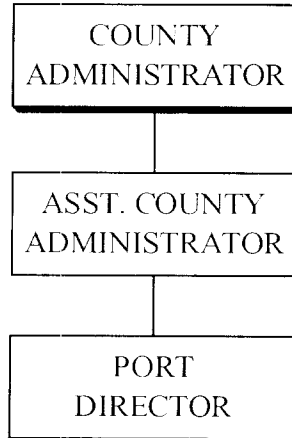 COUNTY
ADMINISTRATOR
ASST. COUNTY
ADMINISTRATOR
PORT
DIRECTOR